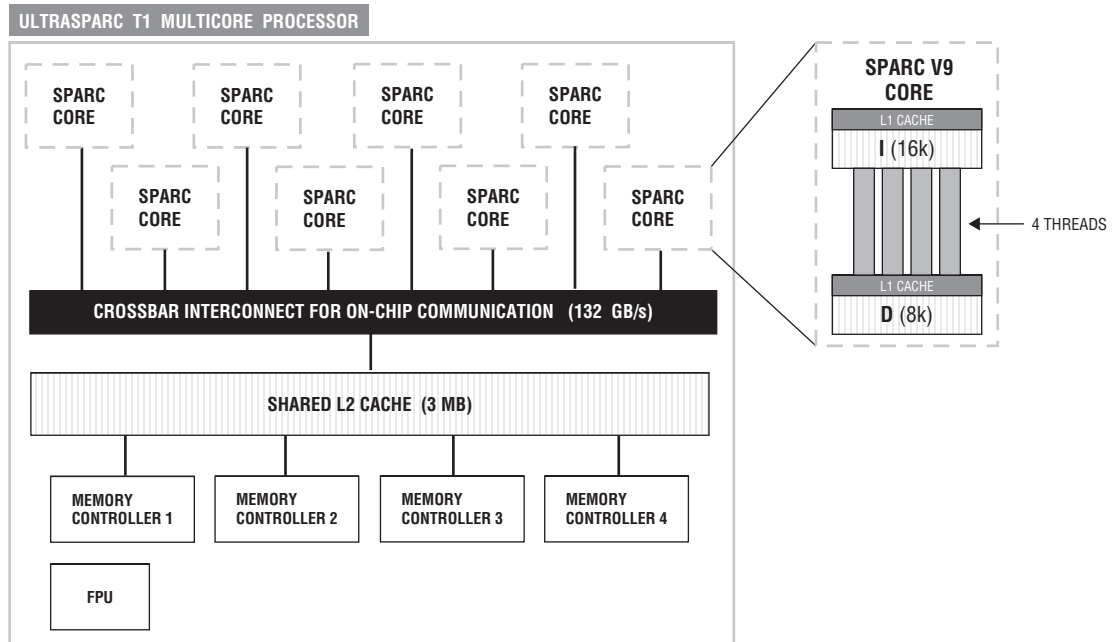 ULTRASPARC T1 MULTICORE PROCESSOR
SPARC
CORE
SPARC
CORE
SPARC
CORE
SPARC
CORE
SPARC
CORE
SPARC
CORE
SPARC
CORE
SPARC
CORE
CROSSBAR INTERCONNECT FOR ON-CHIP COMMUNICATION (132 GB/s)
SHARED L2 CACHE (3 MB)
MEMORY
CONTROLLER 1
MEMORY
CONTROLLER 2
MEMORY
CONTROLLER 3
MEMORY
CONTROLLER 4
FPU
SPARC V9
CORE
L1 CACHE
I (16k)
4 THREADS
L1 CACHE
D (8k)